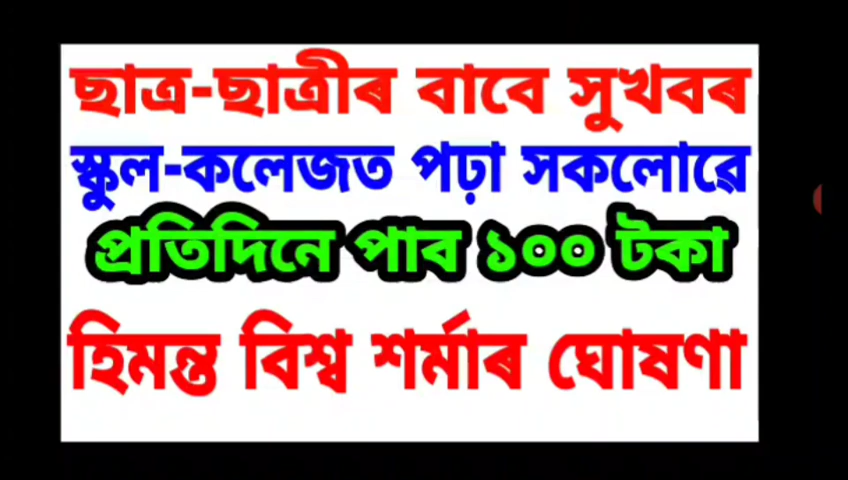 ছাত্ৰ-ছাত্ৰীৰ বাবে সুখবৰ
স্কুল-কলেজত পঢ়া সকলোৱে
প্ৰতিদিনে পাব ১০০ টকা
হিমন্ত বিশ্ব শৰ্মাৰ ঘোষণা